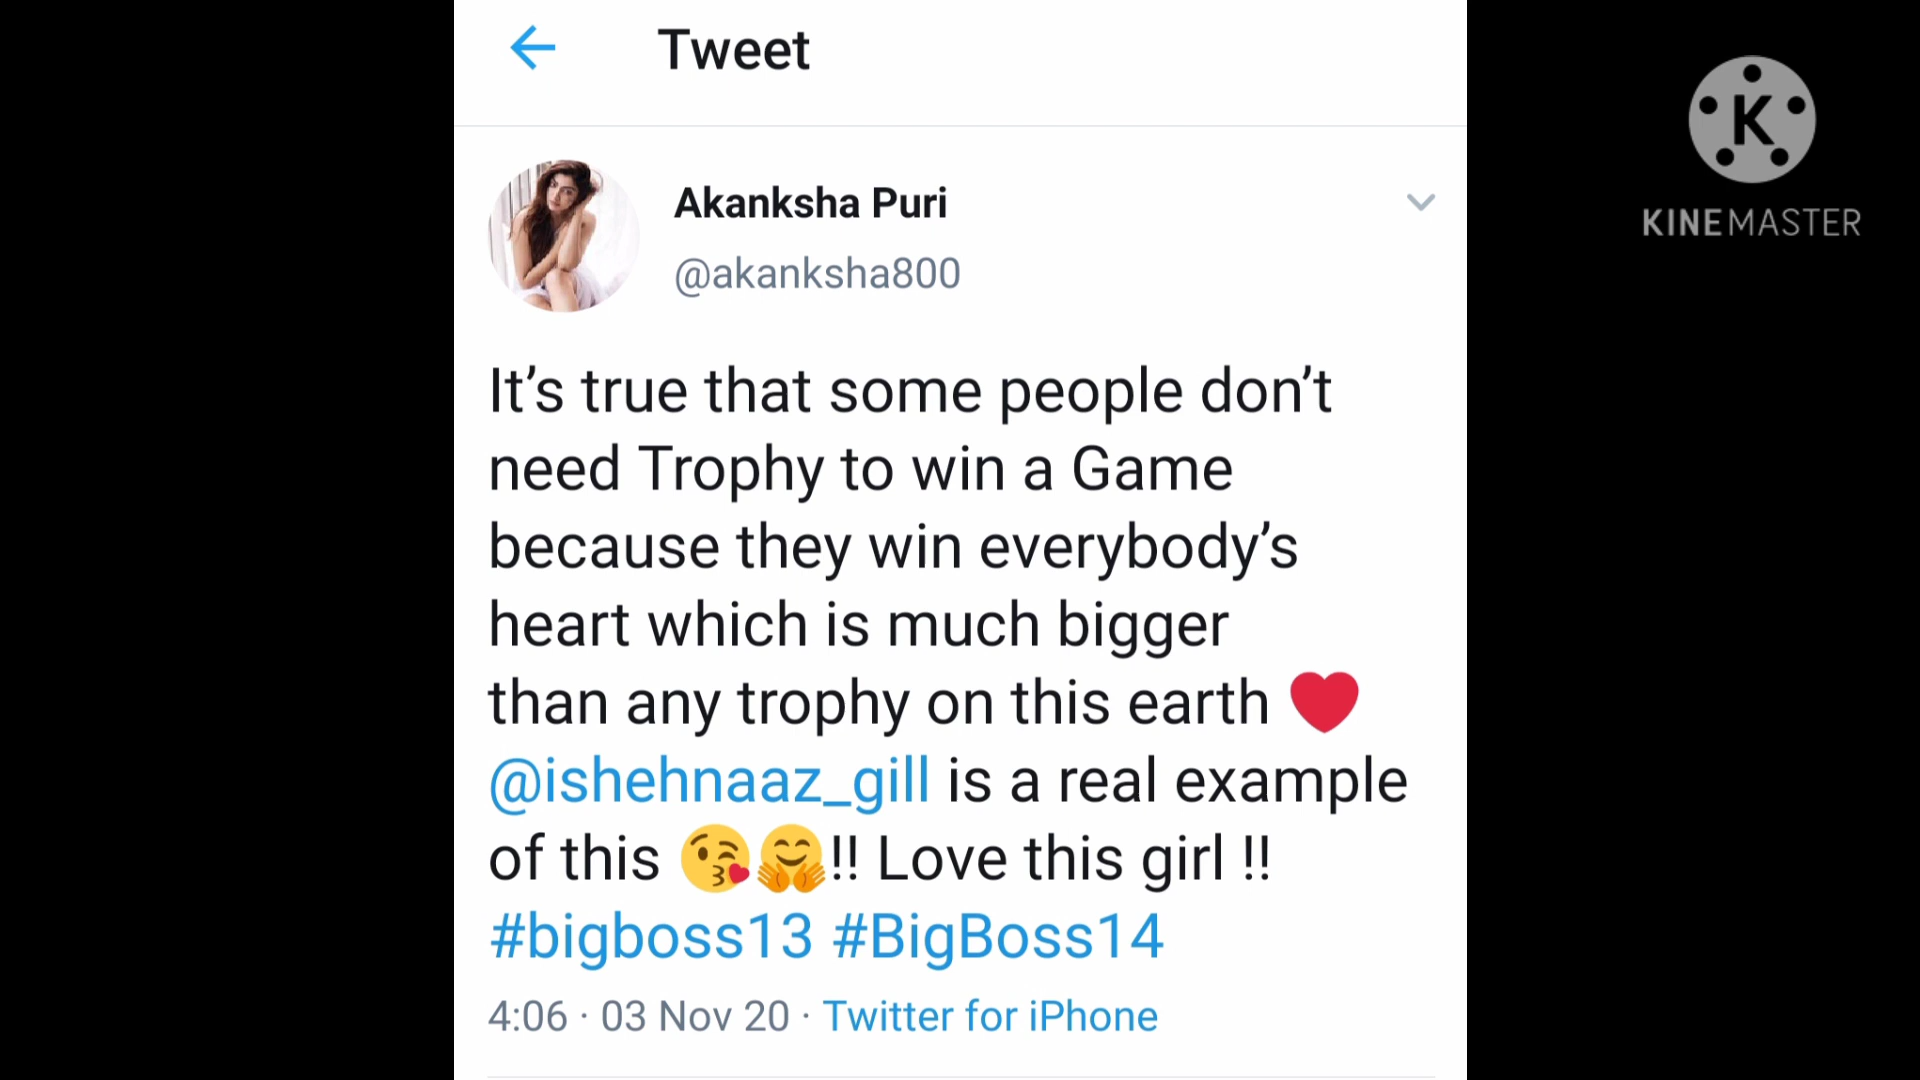 Tweet
Akanksha Puri
@akanksha800
It’s true that some people don’t
need Trophy to win a Game
because they win everybody’s
heart which is much bigger
than any trophy on this earth ❤️
@ishehnaaz_gill is a real example
of this 😘🤗!! Love this girl !!
#bigboss13 #BigBoss14
4:06 · 03 Nov 20 · Twitter for iPhone
K
KINEMASTER